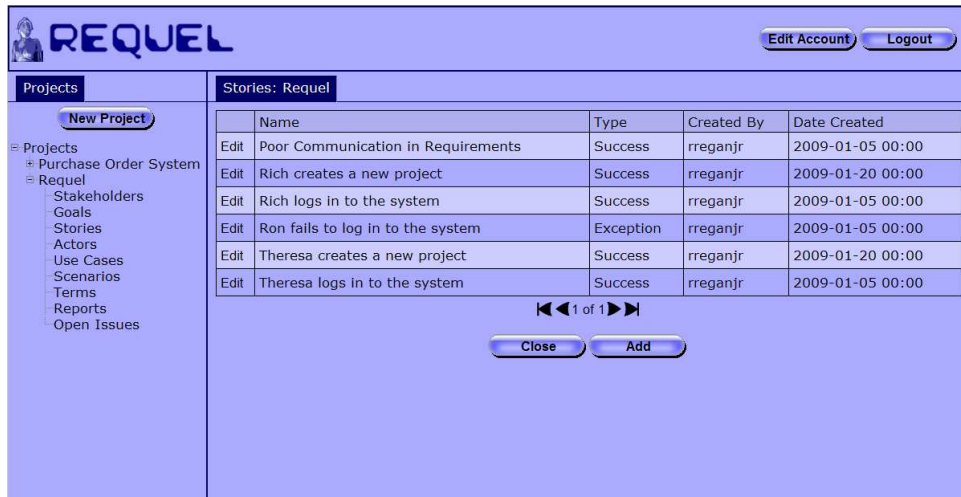 REQUEL
Edit Account Logout
Projects
New Project
Projects
Purchase Order System
Requel
Stakeholders
Goals
Stories
Actors
Use Cases
Scenarios
Terms
Reports
Open Issues
Stories: Requel
Name Type Created By Date Created
Edit Poor Communication in Requirements Success rreganjr 2009-01-05 00:00
Edit Rich creates a new project Success rreganjr 2009-01-20 00:00
Edit Rich logs in to the system Success rreganjr 2009-01-05 00:00
Edit Ron fails to log in to the system Exception rreganjr 2009-01-05 00:00
Edit Theresa creates a new project Success rreganjr 2009-01-20 00:00
Edit Theresa logs in to the system Success rreganjr 2009-01-05 00:00
1 of 1
Close Add